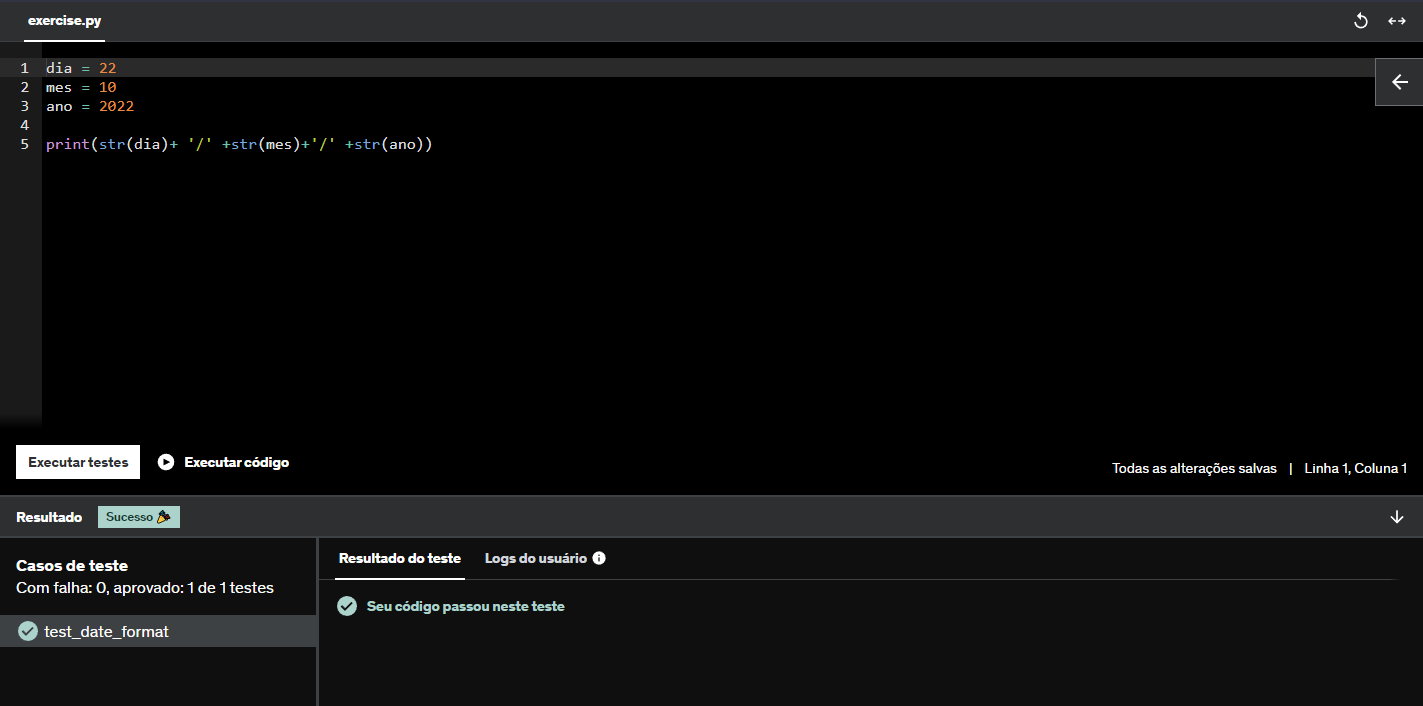 exercise.py
1 dia = 22
2 mes = 10
3 ano = 2022
4
5 print(str(dia)+ '/' +str(mes)+'/' +str(ano))
Executar testes Executar código
Todas as alterações salvas | Linha 1, Coluna 1
Resultado Sucesso 🎉
Casos de teste
Com falha: 0, aprovado: 1 de 1 testes
test_date_format
Resultado do teste Logs do usuário
Seu código passou neste teste